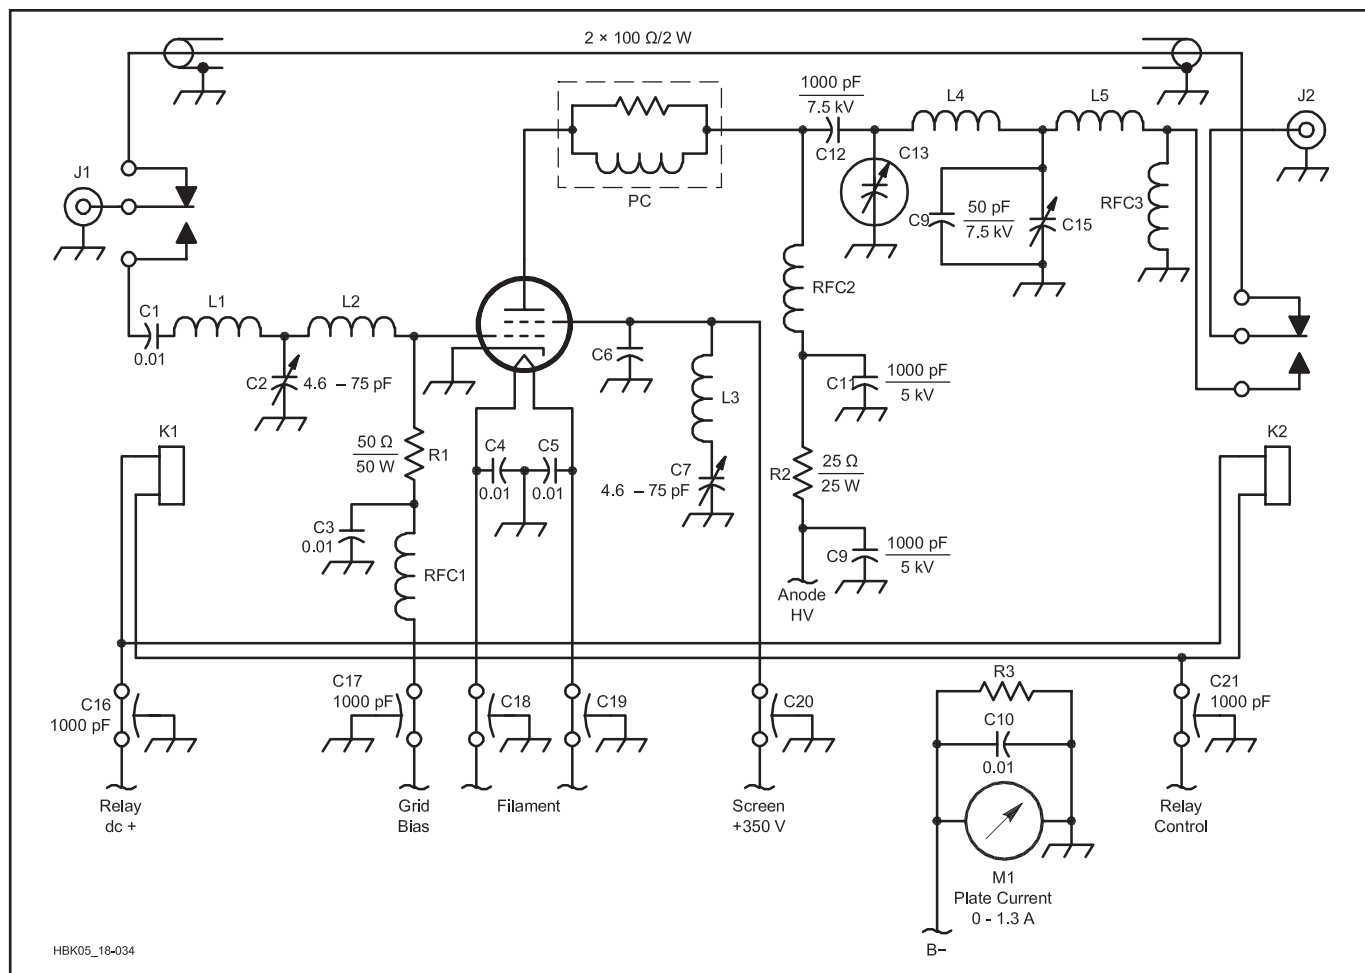 2 × 100 Ω/2 W
1000 pF
7.5 kV
C12
L4
L5
J2
J1
PC
C13
C9
50 pF
7.5 kV
C15
RFC3
RFC2
C1
0.01
L1
L2
C2
4.6 – 75 pF
C6
L3
C11
1000 pF
5 kV
K1
50 Ω
50 W
R1
C4
0.01
C5
0.01
C7
4.6 – 75 pF
R2
25 Ω
25 W
K2
C3
0.01
RFC1
C9
1000 pF
5 kV
Anode
HV
C16
1000 pF
C17
1000 pF
C18
C19
C20
R3
C10
0.01
C21
1000 pF
Relay
dc +
Grid
Bias
Filament
Screen
+350 V
Relay
Control
M1
Plate Current
0 - 1.3 A
B–
HBK05_18-034